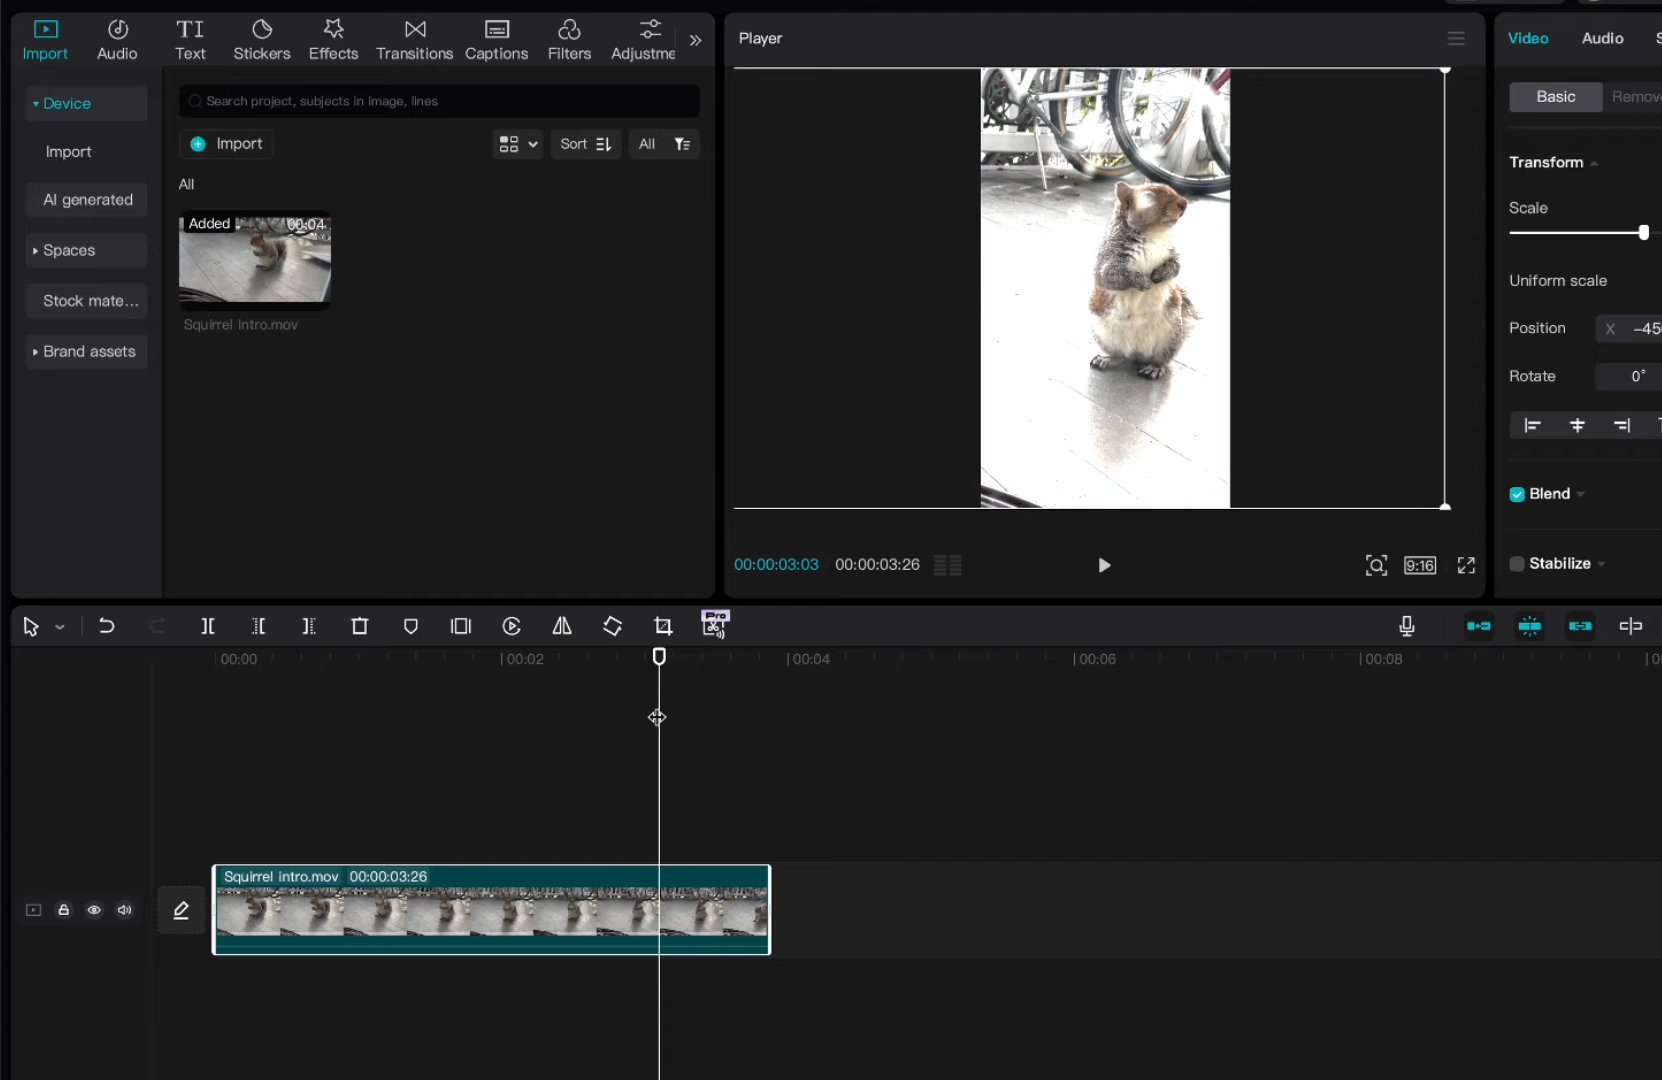 Import
Audio
TI
Text
Stickers
Effects
Transitions
Captions
Filters
Adjustme
Device
Import
AI generated
Spaces
Stock mate...
Brand assets
Search project, subjects in image, lines
Import
Sort
All
All
Added
00:04
Squirrel intro.mov
Player
00:00:03:03
00:00:03:26
9:16
Video
Audio
S
Basic
Remov
Transform
Scale
Uniform scale
Position
X
-45
Rotate
0°
Blend
Stabilize
Pro
00:00
00:02
00:04
00:06
00:08
Squirrel intro.mov 00:00:03:26